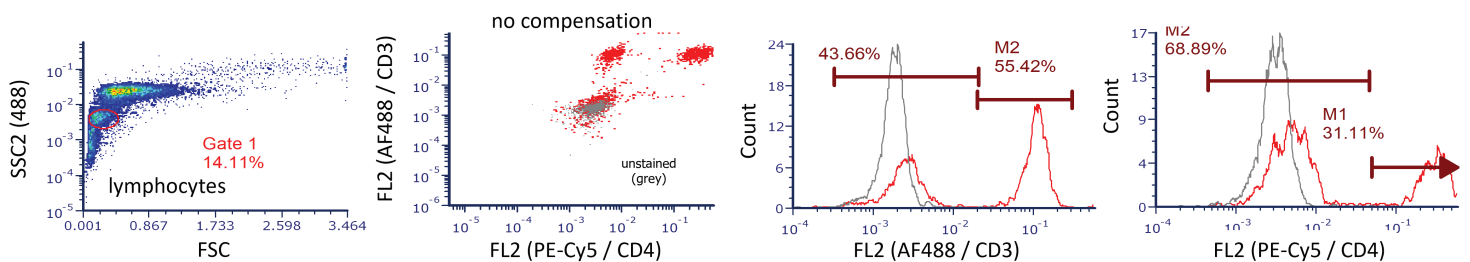 SSC2 (488)
10⁻¹
10⁻²
10⁻³
10⁻⁴
10⁻⁵
Gate 1
14.11%
lymphocytes
0.001 0.867 1.733 2.598 3.464
FSC
no compensation
FL2 (AF488 / CD3)
10⁻¹
10⁻²
10⁻³
10⁻⁴
10⁻⁵
10⁻⁶
unstained
(grey)
10⁻⁵ 10⁻⁴ 10⁻³ 10⁻² 10⁻¹
FL2 (PE-Cy5 / CD4)
Count
24
18
12
6
0
43.66%
M2
55.42%
10⁻⁴ 10⁻³ 10⁻² 10⁻¹
FL2 (AF488 / CD3)
Count
17
13
9
4
0
M2
68.89%
M1
31.11%
10⁻⁴ 10⁻³ 10⁻² 10⁻¹
FL2 (PE-Cy5 / CD4)